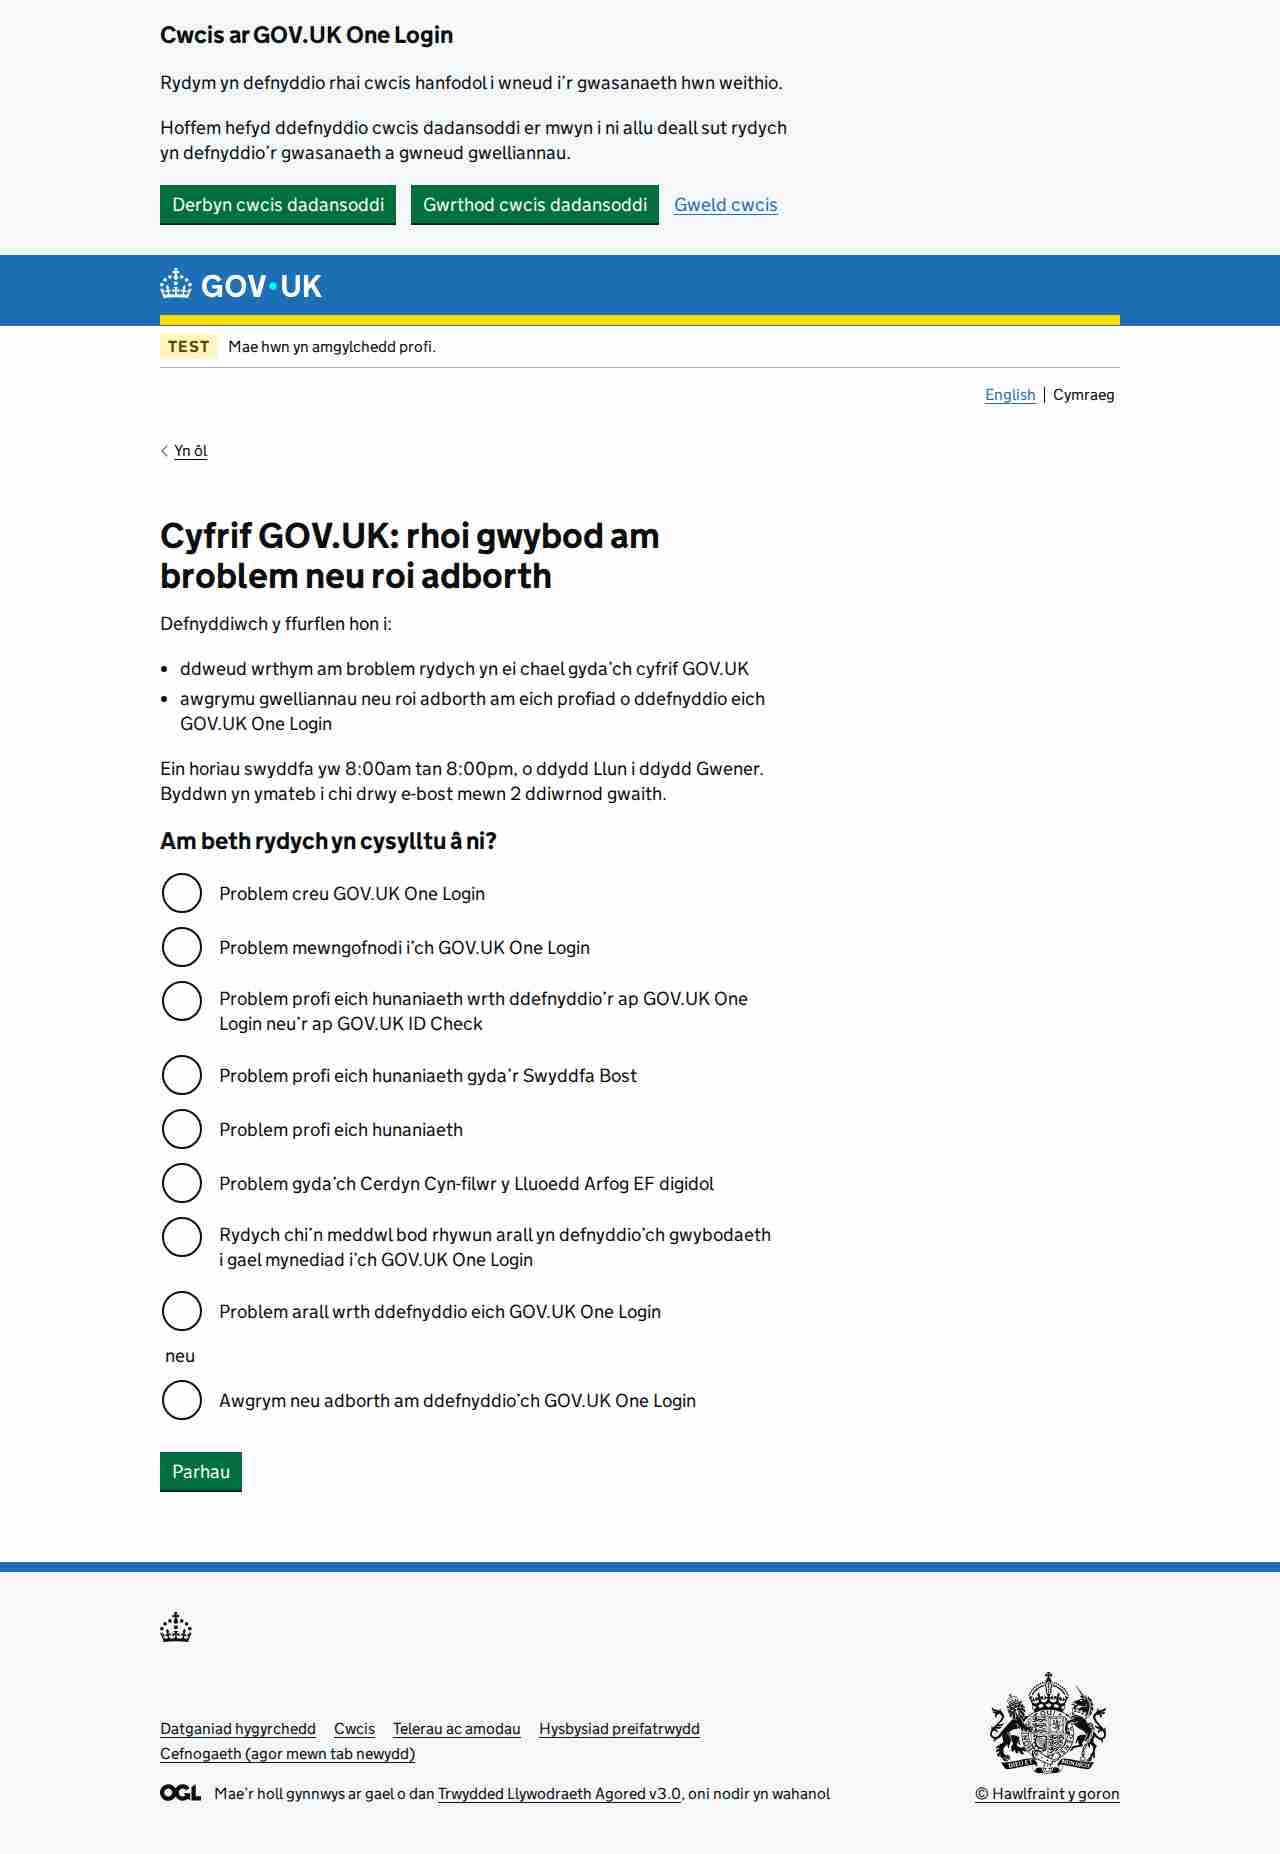 Cwcis ar GOV.UK One Login
Rydym yn defnyddio rhai cwcis hanfodol i wneud i’r gwasanaeth hwn weithio.
Hoffem hefyd ddefnyddio cwcis dadansoddi er mwyn i ni allu deall sut rydych
yn defnyddio’r gwasanaeth a gwneud gwelliannau.
Derbyn cwcis dadansoddi
Gwrthod cwcis dadansoddi
Gweld cwcis
GOV·UK
TEST
Mae hwn yn amgylchedd profi.
English
Cymraeg
Yn ôl
Cyfrif GOV.UK: rhoi gwybod am
broblem neu roi adborth
Defnyddiwch y ffurflen hon i:
• ddweud wrthym am broblem rydych yn ei chael gyda’ch cyfrif GOV.UK
• awgrymu gwelliannau neu roi adborth am eich profiad o ddefnyddio eich
GOV.UK One Login
Ein horiau swyddfa yw 8:00am tan 8:00pm, o ddydd Llun i ddydd Gwener.
Byddwn yn ymateb i chi drwy e-bost mewn 2 ddiwrnod gwaith.
Am beth rydych yn cysylltu â ni?
Problem creu GOV.UK One Login
Problem mewngofnodi i’ch GOV.UK One Login
Problem profi eich hunaniaeth wrth ddefnyddio’r ap GOV.UK One
Login neu’r ap GOV.UK ID Check
Problem profi eich hunaniaeth gyda’r Swyddfa Bost
Problem profi eich hunaniaeth
Problem gyda’ch Cerdyn Cyn-filwr y Lluoedd Arfog EF digidol
Rydych chi’n meddwl bod rhywun arall yn defnyddio’ch gwybodaeth
i gael mynediad i’ch GOV.UK One Login
Problem arall wrth ddefnyddio eich GOV.UK One Login
neu
Awgrym neu adborth am ddefnyddio’ch GOV.UK One Login
Parhau
Datganiad hygyrchedd
Cwcis
Telerau ac amodau
Hysbysiad preifatrwydd
Cefnogaeth (agor mewn tab newydd)
OGL
Mae’r holl gynnwys ar gael o dan Trwydded Llywodraeth Agored v3.0, oni nodir yn wahanol
© Hawlfraint y goron